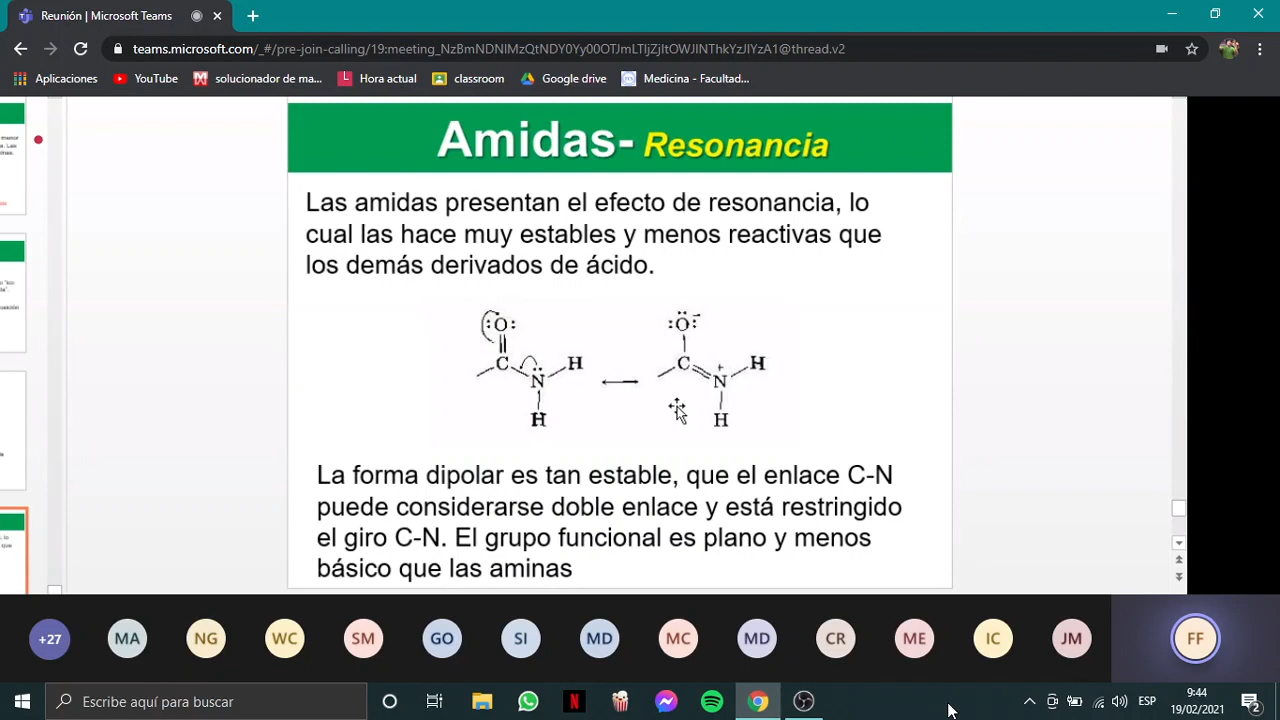 Reunión | Microsoft Teams
teams.microsoft.com/_#/pre-join-calling/19:meeting_NzBmNDNlMzQtNDY0Yy00OTJmLTljZjItOWJlNThkYzJlYzA1@thread.v2
Aplicaciones YouTube solucionador de ma... Hora actual classroom Google drive Medicina - Facultad...
Amidas- Resonancia
Las amidas presentan el efecto de resonancia, lo
cual las hace muy estables y menos reactivas que
los demás derivados de ácido.
:O: :O:−
C N H C N + H
H H
La forma dipolar es tan estable, que el enlace C-N
puede considerarse doble enlace y está restringido
el giro C-N. El grupo funcional es plano y menos
básico que las aminas
+27 MA NG WC SM GO SI MD MC MD CR ME IC JM FF
Escribe aquí para buscar
ESP
9:44
19/02/2021
2